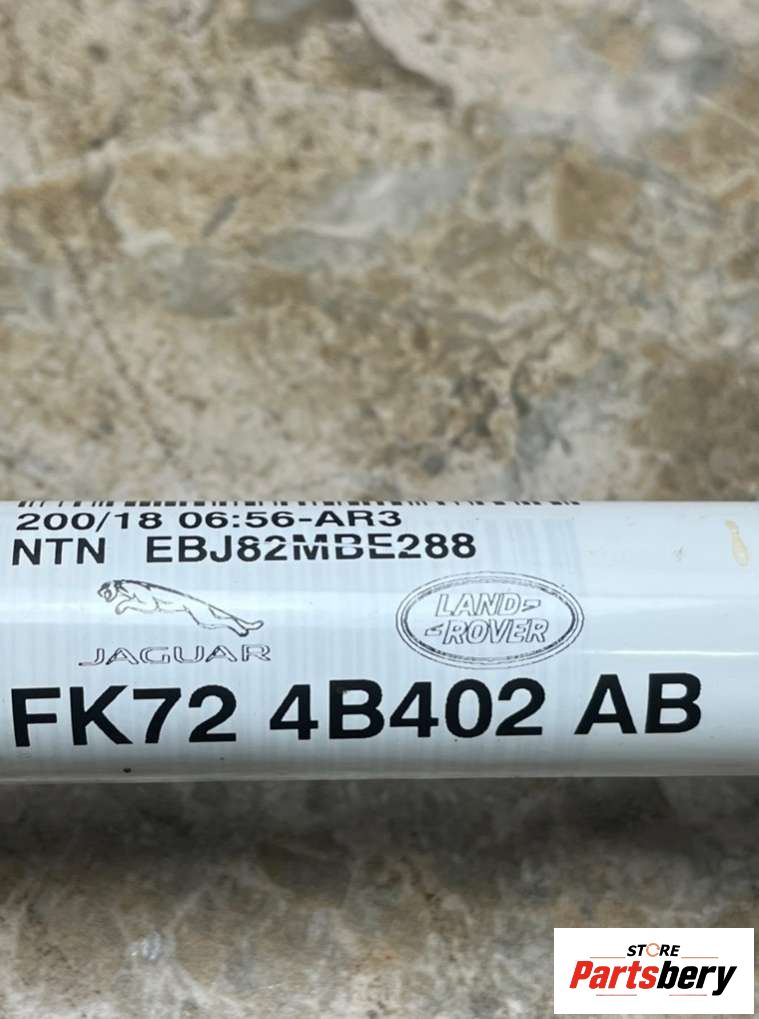 200/18 06:56-AR3
NTN EBJ82MBE288
JAGUAR
LAND-
-ROVER
FK72 4B402 AB
STORE
Partsbery